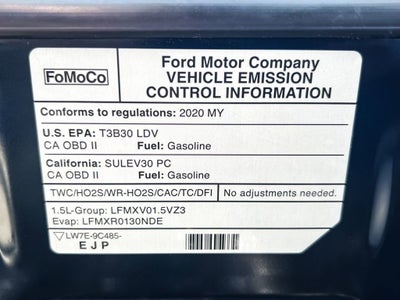 FoMoCo
Ford Motor Company
VEHICLE EMISSION
CONTROL INFORMATION
Conforms to regulations: 2020 MY
U.S. EPA: T3B30 LDV
CA OBD II Fuel: Gasoline
California: SULEV30 PC
CA OBD II Fuel: Gasoline
TWC/HO2S/WR-HO2S/CAC/TC/DFI No adjustments needed.
1.5L-Group: LFMXV01.5VZ3
Evap: LFMXR0130NDE
LW7E-9C485-
EJP